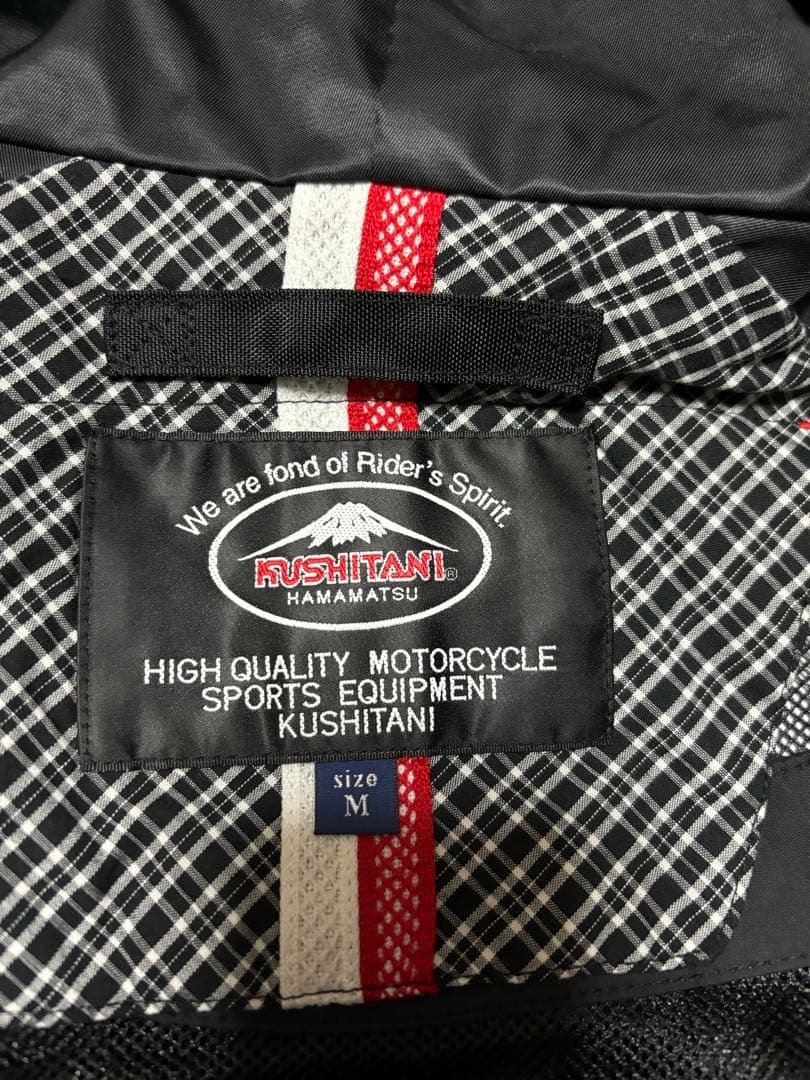 We are fond of Rider's Spirit.
KUSHITANI®
HAMAMATSU
HIGH QUALITY MOTORCYCLE
SPORTS EQUIPMENT
KUSHITANI
size
M